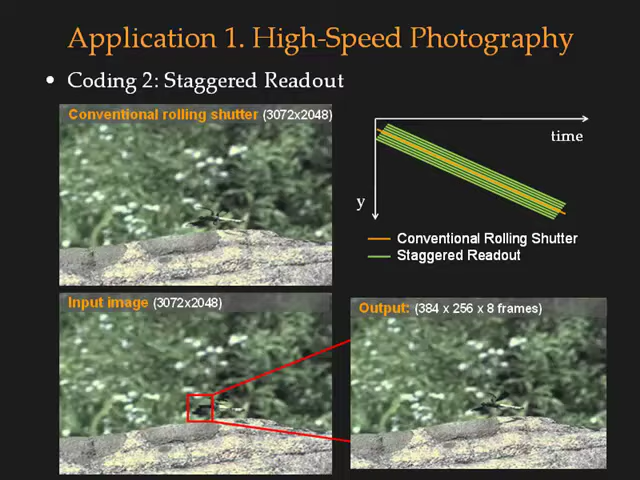 Application 1. High-Speed Photography
• Coding 2: Staggered Readout
Conventional rolling shutter (3072x2048)
time
y
Conventional Rolling Shutter
Staggered Readout
Input image (3072x2048)
Output: (384 x 256 x 8 frames)